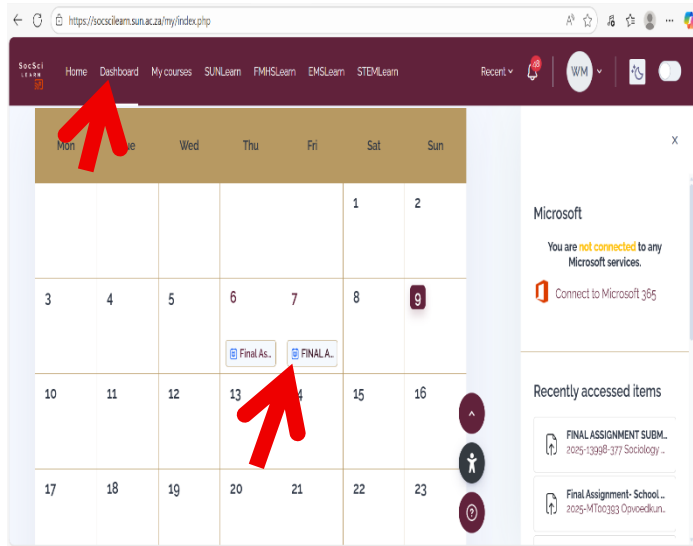 https://socscilearn.sun.ac.za/my/index.php
SocSci
LEARN
Home Dashboard My courses SUNLearn FMHSLearn EMSLearn STEMLearn Recent WM
Mon ue Wed Thu Fri Sat Sun
x
1 2
Microsoft
You are not connected to any
Microsoft services.
Connect to Microsoft 365
3 4 5 6 7 8 9
Final As... FINAL A...
Recently accessed items
10 11 12 13 4 15 16
FINAL ASSIGNMENT SUBM...
2025-13998-377 Sociology ...
17 18 19 20 21 22 23
Final Assignment- School ...
2025-MT00393 Opvoedkun...